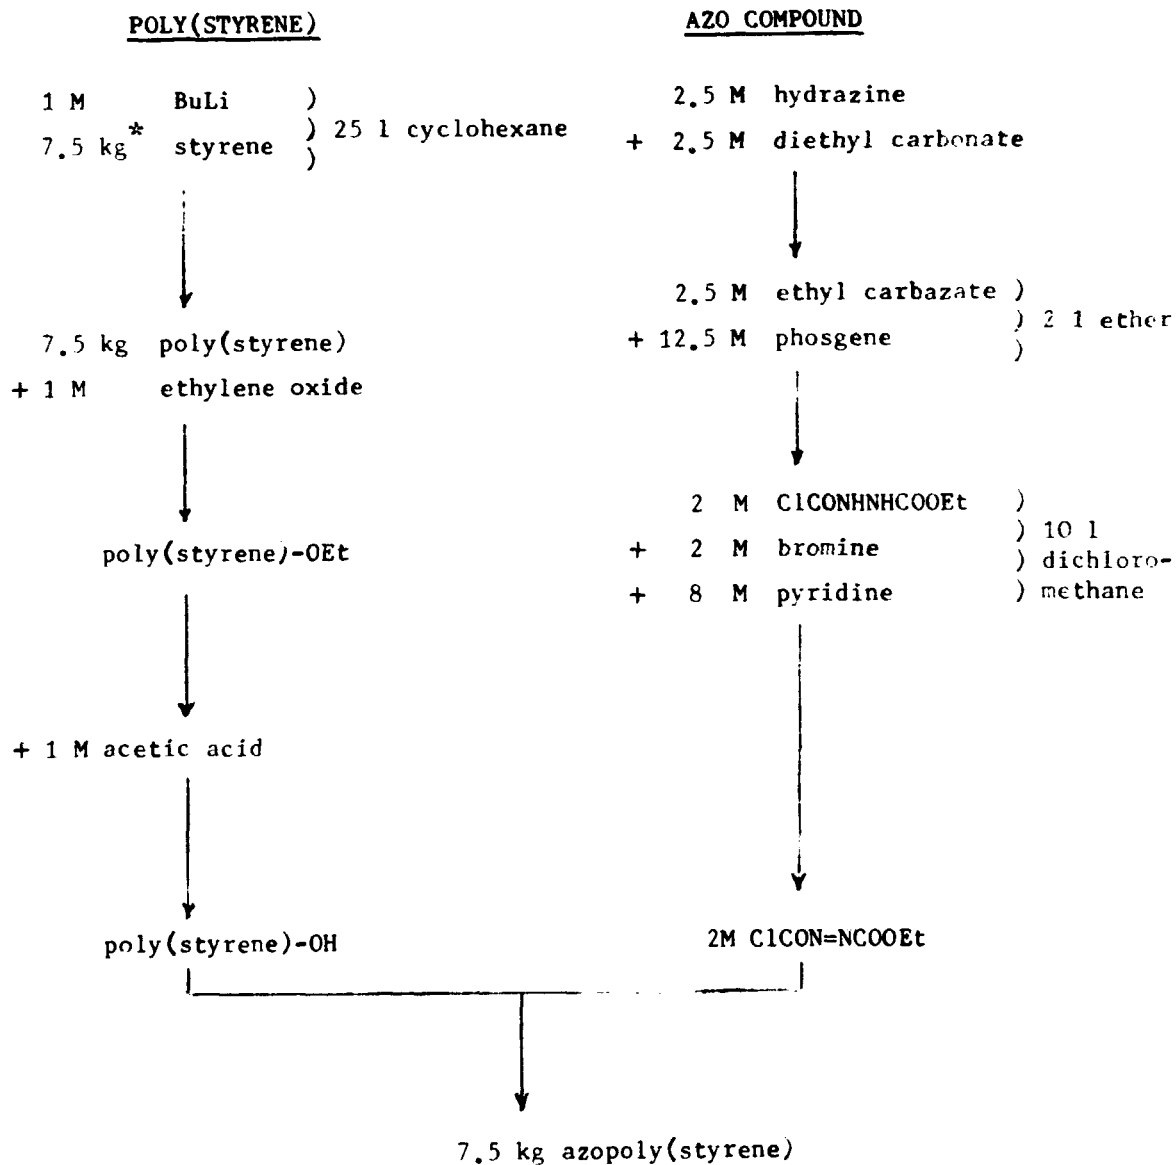 POLY(STYRENE)
1 M BuLi )
7.5 kg* styrene ) 25 l cyclohexane
)
7.5 kg poly(styrene)
+ 1 M ethylene oxide
poly(styrene)-OEt
+ 1 M acetic acid
poly(styrene)-OH
AZO COMPOUND
2.5 M hydrazine
+ 2.5 M diethyl carbonate
2.5 M ethyl carbazate )
+ 12.5 M phosgene ) 2 l ether
)
2 M ClCONHNHCOOEt )
+ 2 M bromine ) 10 l
) dichloro-
+ 8 M pyridine ) methane
2M ClCON=NCOOEt
7.5 kg azopoly(styrene)